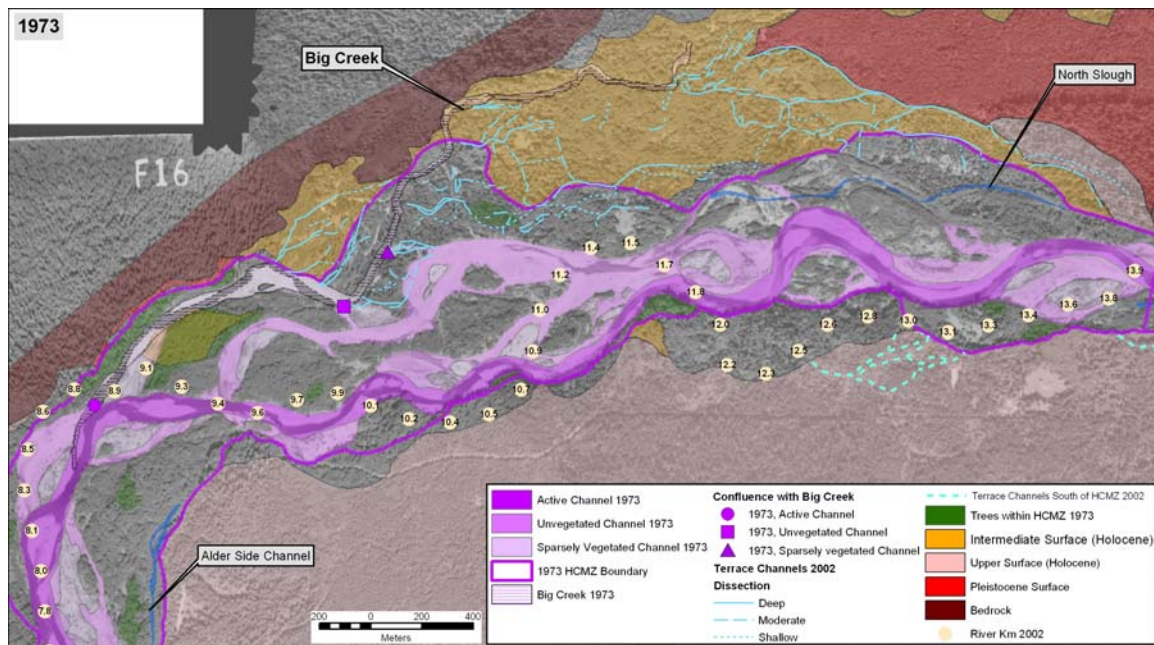 1973
Big Creek
North Slough
F16
11.5
11.4
11.7
13.9
11.2
11.8
13.8
13.6
11.0
13.4
12.8
13.0
12.6
13.3
12.0
13.1
10.9
12.5
12.2
12.3
9.1
8.8
8.9
9.3
10.7
8.6
9.4
9.6
9.7
9.9
10.1
10.2
10.4
10.5
8.5
8.3
8.1
8.0
7.8
Alder Side Channel
200 0 200 400
Meters
Active Channel 1973
Unvegetated Channel 1973
Sparsely Vegetated Channel 1973
1973 HCMZ Boundary
Big Creek 1973
Confluence with Big Creek
1973, Active Channel
1973, Unvegetated Channel
1973, Sparsely vegetated Channel
Terrace Channels 2002
Dissection
Deep
Moderate
Shallow
Terrace Channels South of HCMZ 2002
Trees within HCMZ 1973
Intermediate Surface (Holocene)
Upper Surface (Holocene)
Pleistocene Surface
Bedrock
River Km 2002